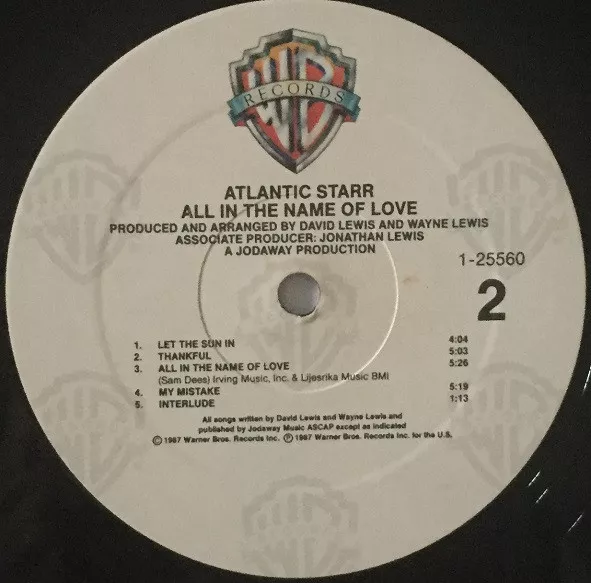 WB
RECORDS
ATLANTIC STARR
ALL IN THE NAME OF LOVE
PRODUCED AND ARRANGED BY DAVID LEWIS AND WAYNE LEWIS
ASSOCIATE PRODUCER: JONATHAN LEWIS
A JODAWAY PRODUCTION
1-25560
2
1. LET THE SUN IN 4:04
2. THANKFUL 5:03
3. ALL IN THE NAME OF LOVE 5:26
(Sam Dees) Irving Music, Inc. & Lijesrika Music BMI
4. MY MISTAKE 5:19
5. INTERLUDE 1:13
All songs written by David Lewis and Wayne Lewis and
published by Jodaway Music ASCAP except as indicated
© 1987 Warner Bros. Records Inc. ℗ 1987 Warner Bros. Records Inc. for the U.S.